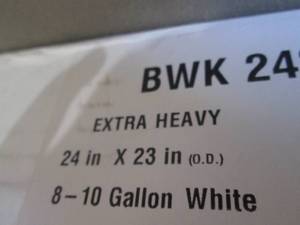 BWK 24
EXTRA HEAVY
24 in X 23 in (O.D.)
8-10 Gallon White